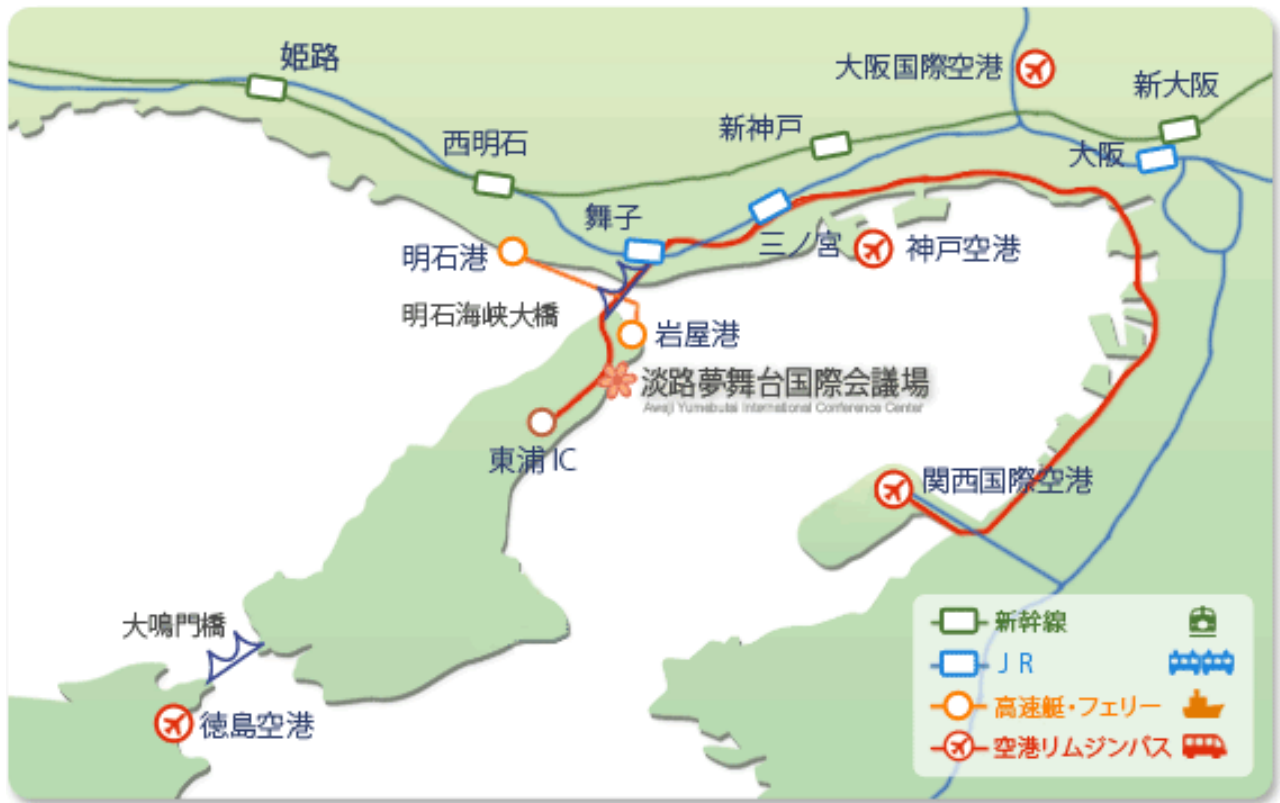 姫路
大阪国際空港
新大阪
新神戸
西明石
大阪
舞子
三ノ宮
神戸空港
明石港
明石海峡大橋
岩屋港
淡路夢舞台国際会議場
Awaji Yumebutai International Conference Center
東浦IC
関西国際空港
大鳴門橋
徳島空港
新幹線
JR
高速艇・フェリー
空港リムジンバス